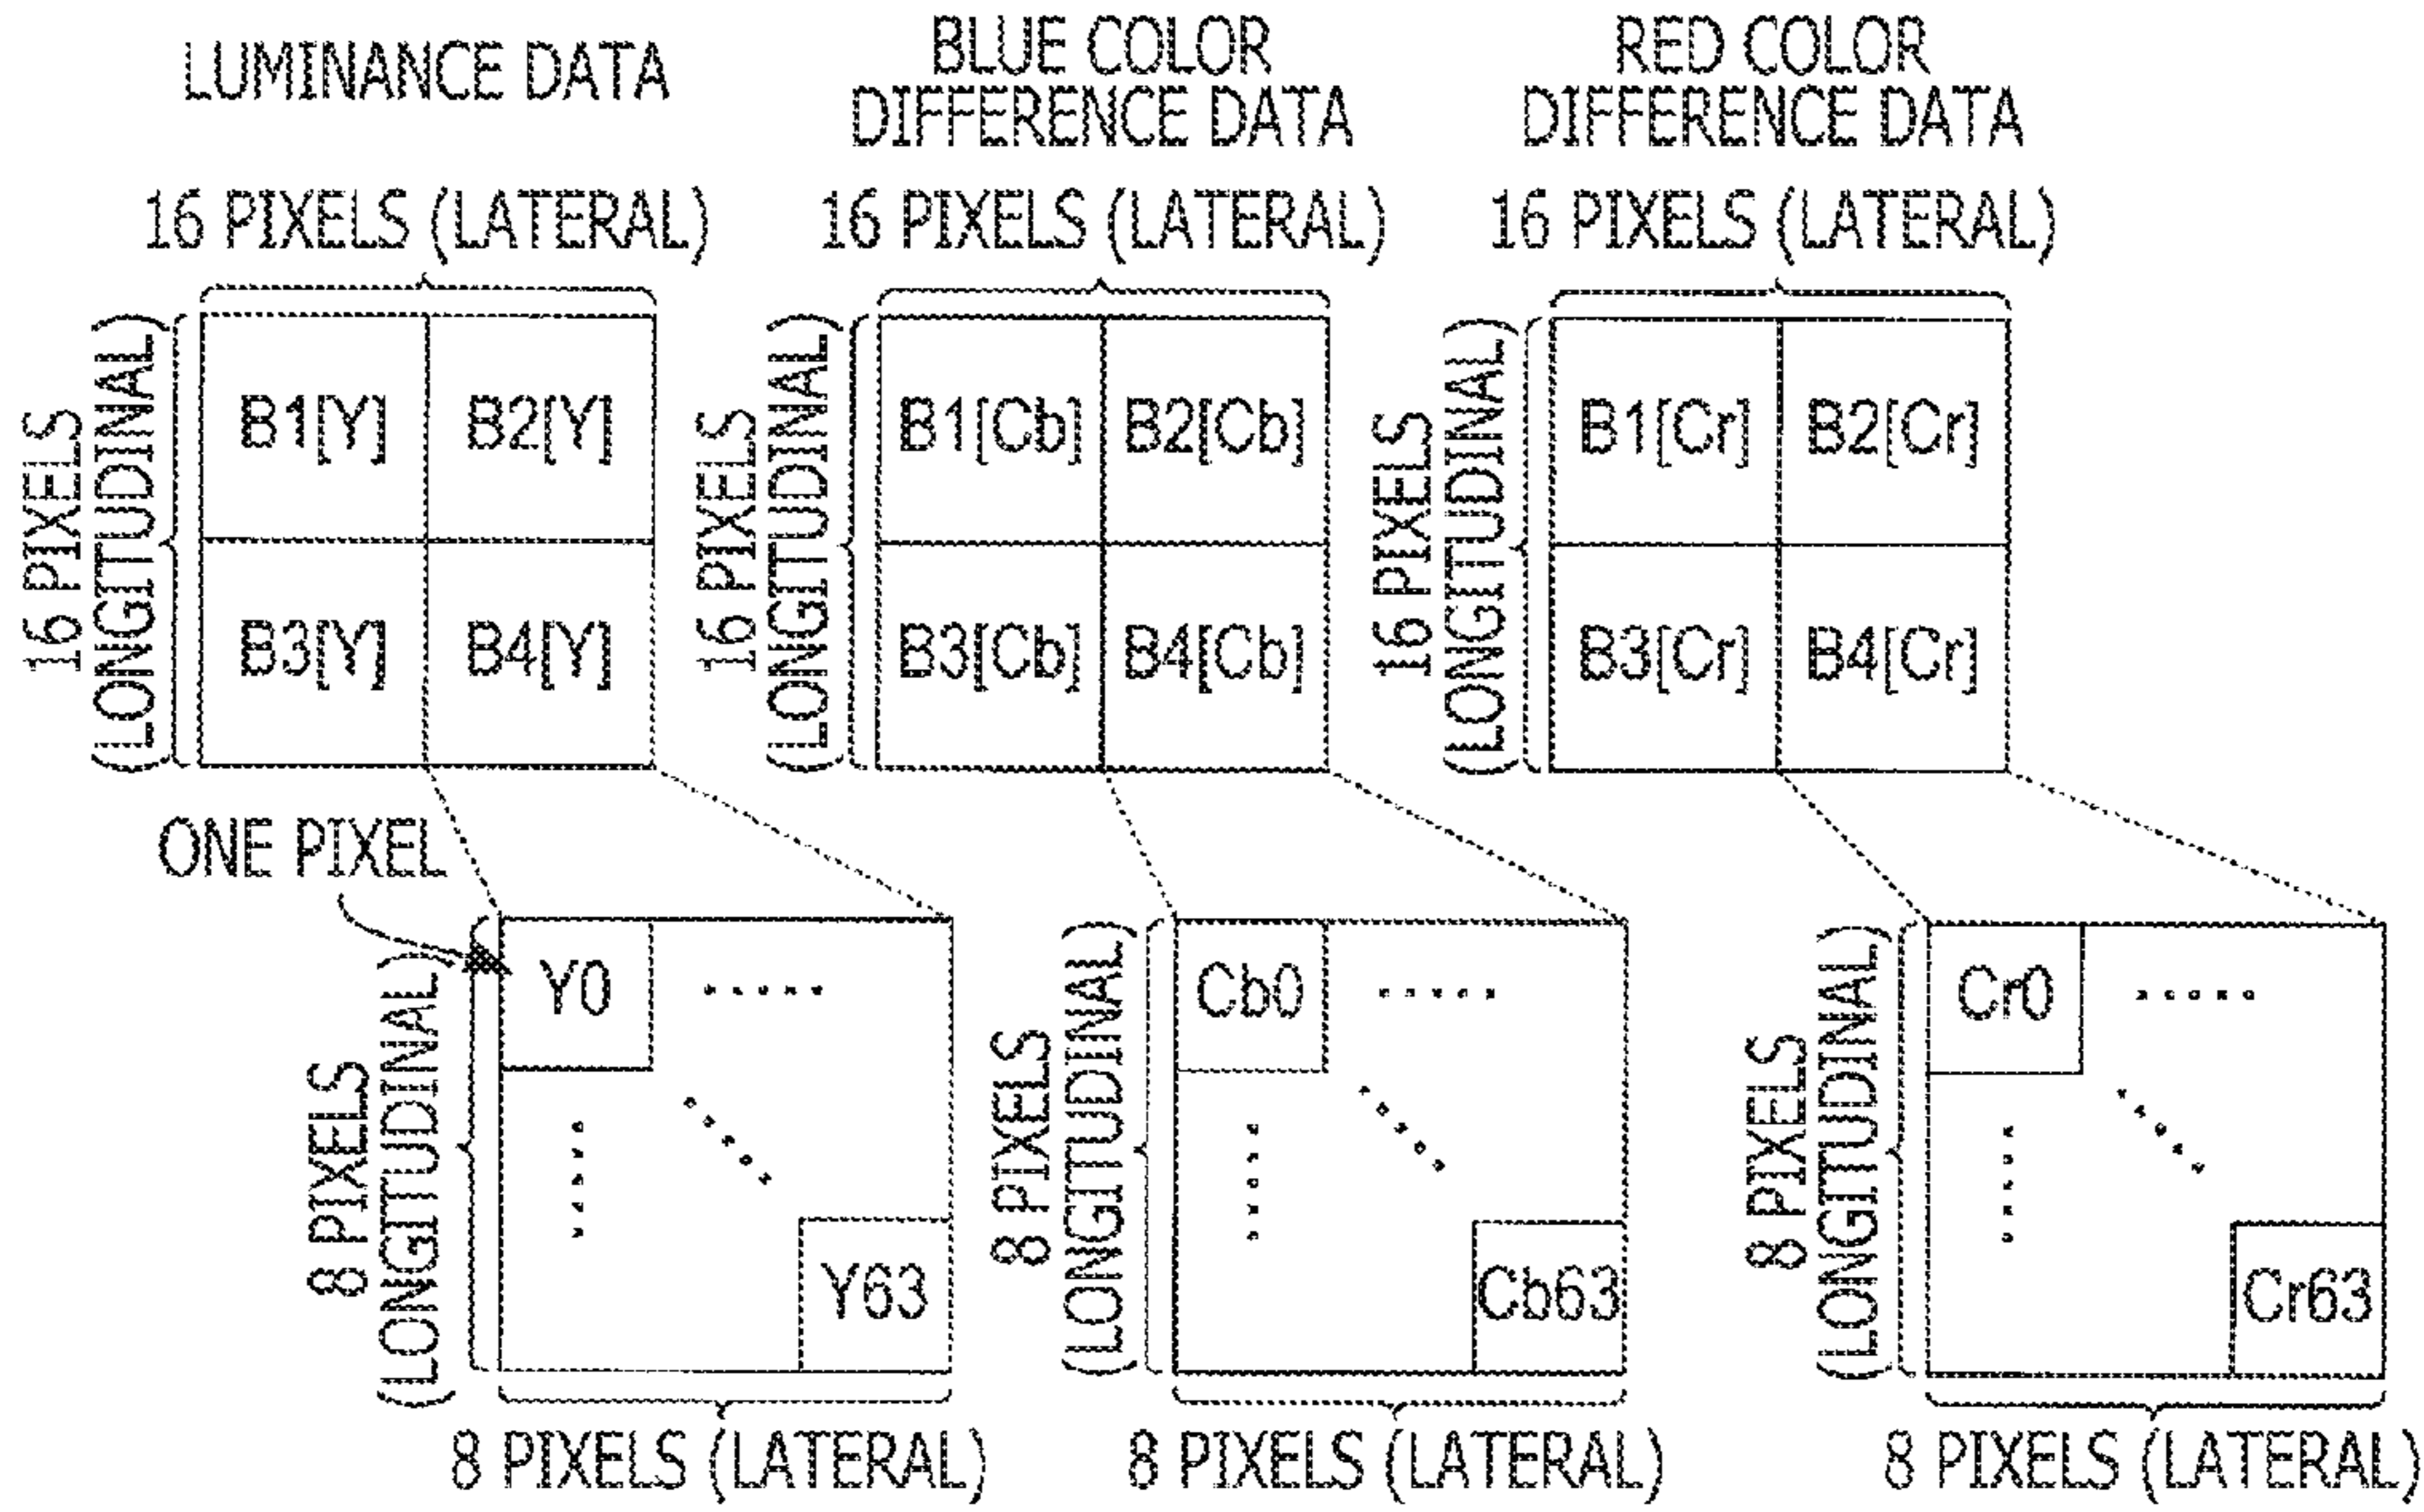 LUMINANCE DATA
BLUE COLOR
DIFFERENCE DATA
RED COLOR
DIFFERENCE DATA
16 PIXELS (LATERAL)
16 PIXELS (LATERAL)
16 PIXELS (LATERAL)
16 PIXELS
(LONGITUDINAL)
B1[Y]
B2[Y]
B3[Y]
B4[Y]
16 PIXELS
(LONGITUDINAL)
B1[Cb]
B2[Cb]
B3[Cb]
B4[Cb]
16 PIXELS
(LONGITUDINAL)
B1[Cr]
B2[Cr]
B3[Cr]
B4[Cr]
ONE PIXEL
8 PIXELS
(LONGITUDINAL)
Y0
Y63
8 PIXELS (LATERAL)
8 PIXELS
(LONGITUDINAL)
Cb0
Cb63
8 PIXELS (LATERAL)
8 PIXELS
(LONGITUDINAL)
Cr0
Cr63
8 PIXELS (LATERAL)